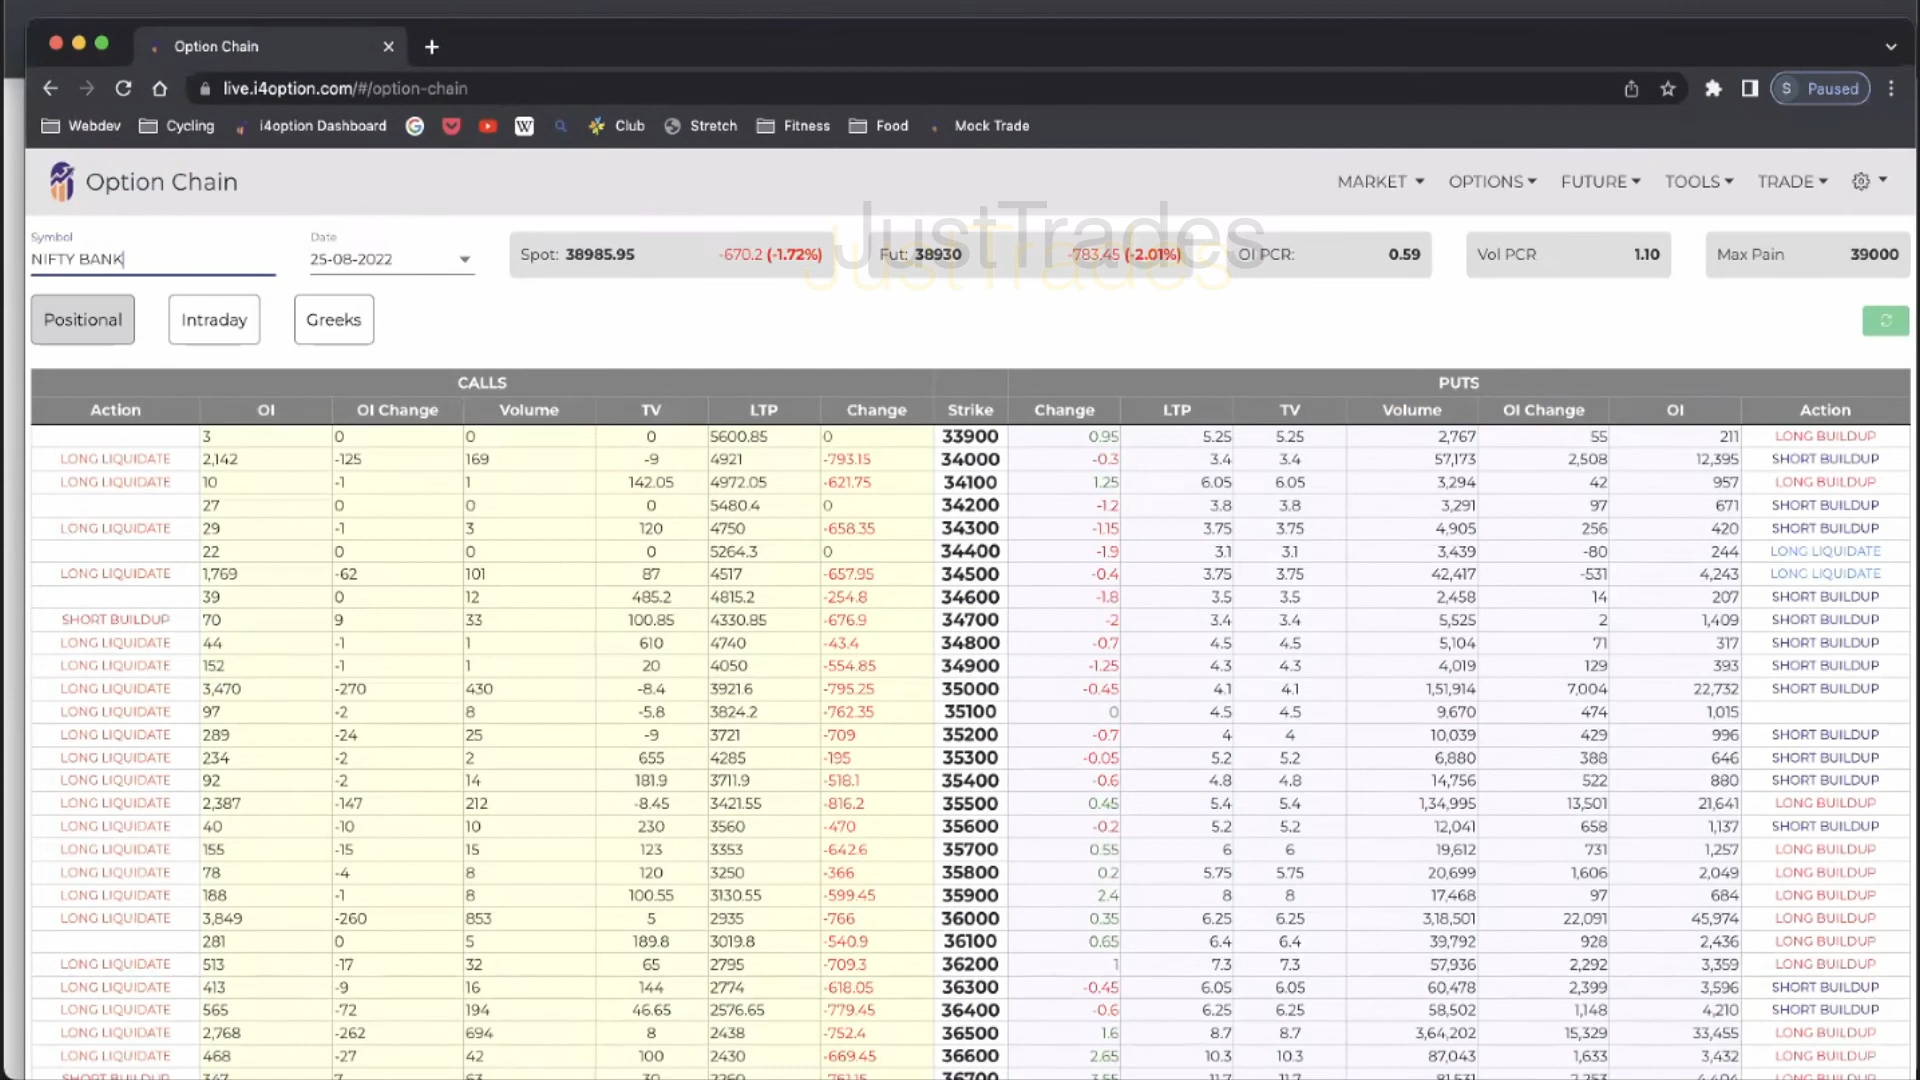 Option Chain
live.i4option.com/#/option-chain
S Paused
Webdev Cycling i4option Dashboard Club Stretch Fitness Food Mock Trade
Option Chain MARKET OPTIONS FUTURE TOOLS TRADE
JustTrades
JustTrades
Symbol Date
NIFTY BANK 25-08-2022 Spot: 38985.95 -670.2 (-1.72%) Fut: 38930 -783.45 (-2.01%) OI PCR: 0.59 Vol PCR 1.10 Max Pain 39000
Positional Intraday Greeks
CALLS PUTS
Action OI OI Change Volume TV LTP Change Strike Change LTP TV Volume OI Change OI Action
3 0 0 0 5600.85 0 33900 0.95 5.25 5.25 2,767 55 211 LONG BUILDUP
LONG LIQUIDATE 2,142 -125 169 -9 4921 -793.15 34000 -0.3 3.4 3.4 57,173 2,508 12,395 SHORT BUILDUP
LONG LIQUIDATE 10 -1 1 142.05 4972.05 -621.75 34100 1.25 6.05 6.05 3,294 42 957 LONG BUILDUP
27 0 0 0 5480.4 0 34200 -1.2 3.8 3.8 3,291 97 671 SHORT BUILDUP
LONG LIQUIDATE 29 -1 3 120 4750 -658.35 34300 -1.15 3.75 3.75 4,905 256 420 SHORT BUILDUP
22 0 0 0 5264.3 0 34400 -1.9 3.1 3.1 3,439 -80 244 LONG LIQUIDATE
LONG LIQUIDATE 1,769 -62 101 87 4517 -657.95 34500 -0.4 3.75 3.75 42,417 -531 4,243 LONG LIQUIDATE
39 0 12 485.2 4815.2 -254.8 34600 -1.8 3.5 3.5 2,458 14 207 SHORT BUILDUP
SHORT BUILDUP 70 9 33 100.85 4330.85 -676.9 34700 -2 3.4 3.4 5,525 2 1,409 SHORT BUILDUP
LONG LIQUIDATE 44 -1 1 610 4740 -43.4 34800 -0.7 4.5 4.5 5,104 71 317 SHORT BUILDUP
LONG LIQUIDATE 152 -1 1 20 4050 -554.85 34900 -1.25 4.3 4.3 4,019 129 393 SHORT BUILDUP
LONG LIQUIDATE 3,470 -270 430 -8.4 3921.6 -795.25 35000 -0.45 4.1 4.1 1,51,914 7,004 22,732 SHORT BUILDUP
LONG LIQUIDATE 97 -2 8 -5.8 3824.2 -762.35 35100 0 4.5 4.5 9,670 474 1,015
LONG LIQUIDATE 289 -24 25 -9 3721 -709 35200 -0.7 4 4 10,039 429 996 SHORT BUILDUP
LONG LIQUIDATE 234 -2 2 655 4285 -195 35300 -0.05 5.2 5.2 6,880 388 646 SHORT BUILDUP
LONG LIQUIDATE 92 -2 14 181.9 3711.9 -518.1 35400 -0.6 4.8 4.8 14,756 522 880 SHORT BUILDUP
LONG LIQUIDATE 2,387 -147 212 -8.45 3421.55 -816.2 35500 0.45 5.4 5.4 1,34,995 13,501 21,641 LONG BUILDUP
LONG LIQUIDATE 40 -10 10 230 3560 -470 35600 -0.2 5.2 5.2 12,041 658 1,137 SHORT BUILDUP
LONG LIQUIDATE 155 -15 15 123 3353 -642.6 35700 0.55 6 6 19,612 731 1,257 LONG BUILDUP
LONG LIQUIDATE 78 -4 8 120 3250 -366 35800 0.2 5.75 5.75 20,699 1,606 2,049 LONG BUILDUP
LONG LIQUIDATE 188 -1 8 100.55 3130.55 -599.45 35900 2.4 8 8 17,468 97 684 LONG BUILDUP
LONG LIQUIDATE 3,849 -260 853 5 2935 -766 36000 0.35 6.25 6.25 3,18,501 22,091 45,974 LONG BUILDUP
281 0 5 189.8 3019.8 -540.9 36100 0.65 6.4 6.4 39,792 928 2,436 LONG BUILDUP
LONG LIQUIDATE 513 -17 32 65 2795 -709.3 36200 1 7.3 7.3 57,936 2,292 3,359 LONG BUILDUP
LONG LIQUIDATE 413 -9 16 144 2774 -618.05 36300 -0.45 6.05 6.05 60,478 2,399 3,596 SHORT BUILDUP
LONG LIQUIDATE 565 -72 194 46.65 2576.65 -779.45 36400 -0.6 6.25 6.25 58,502 1,148 4,210 SHORT BUILDUP
LONG LIQUIDATE 2,768 -262 694 8 2438 -752.4 36500 1.6 8.7 8.7 3,64,202 15,329 33,455 LONG BUILDUP
LONG LIQUIDATE 468 -27 42 100 2430 -669.45 36600 2.65 10.3 10.3 87,043 1,633 3,432 LONG BUILDUP
SHORT BUILDUP 36700 LONG BUILDUP